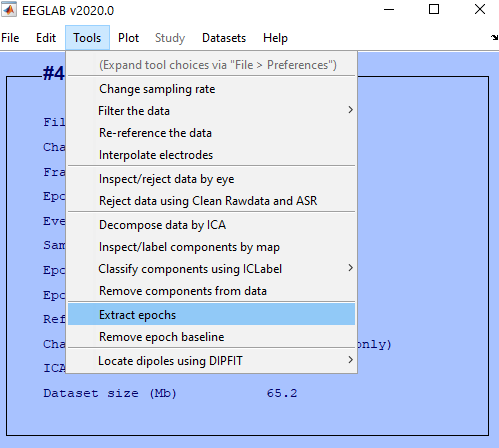 EEGLAB v2020.0
File Edit Tools Plot Study Datasets Help
#4
(Expand tool choices via "File > Preferences")
Change sampling rate
Filter the data
Re-reference the data
Interpolate electrodes
Inspect/reject data by eye
Reject data using Clean Rawdata and ASR
Decompose data by ICA
Inspect/label components by map
Classify components using ICLabel
Remove components from data
Extract epochs
Remove epoch baseline
Locate dipoles using DIPFIT
Fil
Cha
Fra
Epo
Eve
Sam
Epo
Epo
Ref
Cha only)
ICA
Dataset size (Mb) 65.2